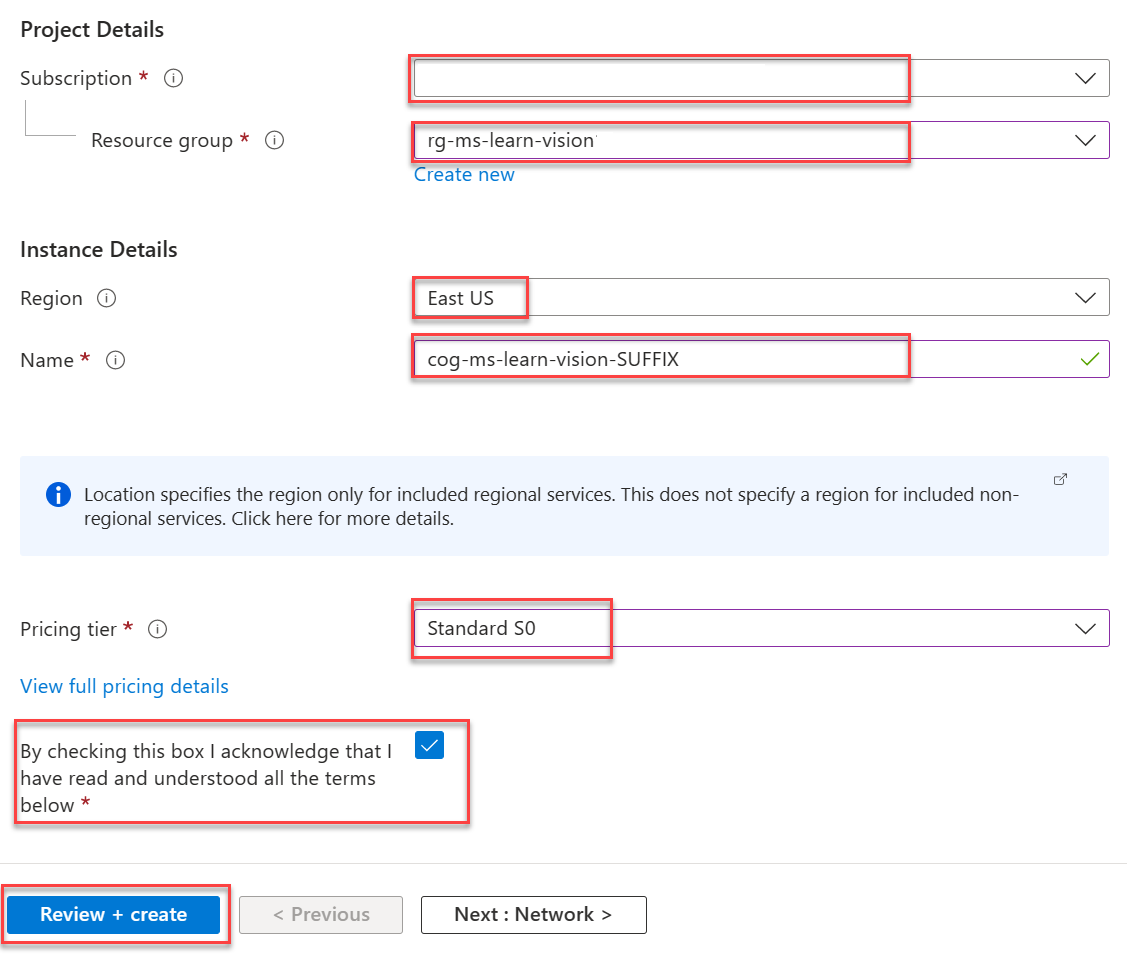 Project Details
Subscription *
Resource group *
rg-ms-learn-vision
Create new
Instance Details
Region
East US
Name *
cog-ms-learn-vision-SUFFIX
Location specifies the region only for included regional services. This does not specify a region for included non-
regional services. Click here for more details.
Pricing tier *
Standard S0
View full pricing details
By checking this box I acknowledge that I
have read and understood all the terms
below *
Review + create
< Previous
Next : Network >